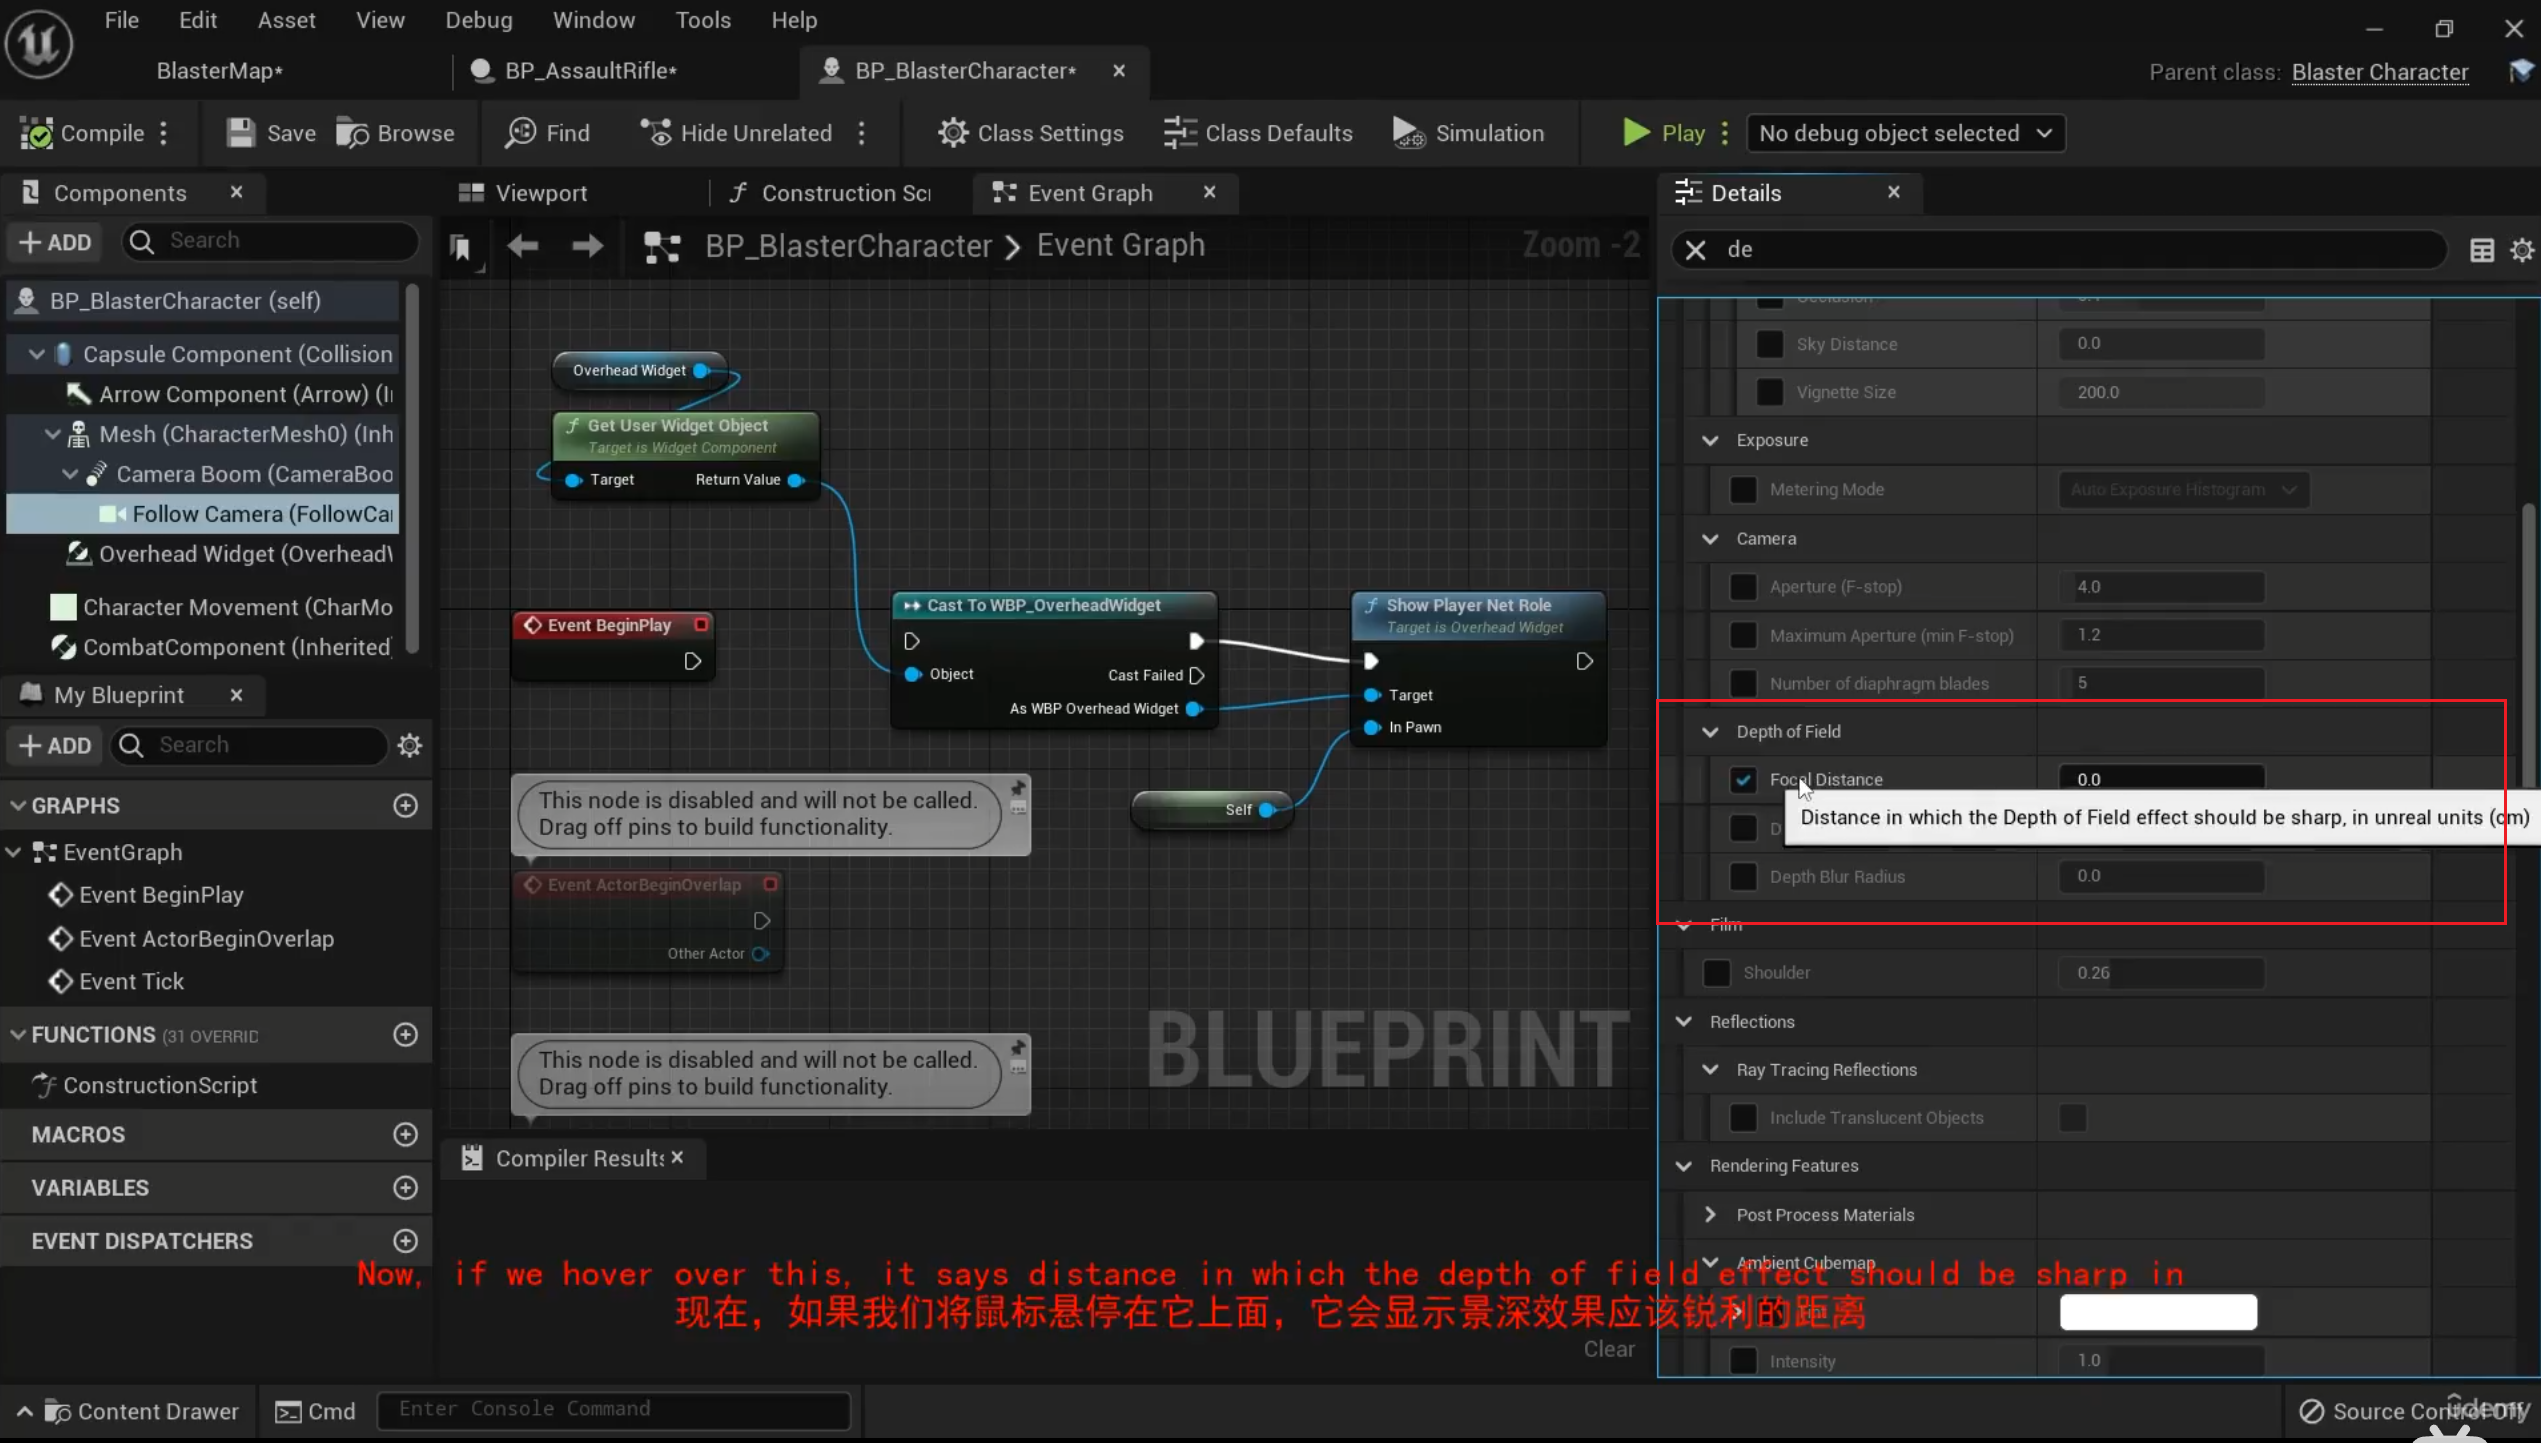 File Edit Asset View Debug Window Tools Help
BlasterMap*
BP_AssaultRifle*
BP_BlasterCharacter*
Parent class: Blaster Character
Compile
Save
Browse
Find
Hide Unrelated
Class Settings
Class Defaults
Simulation
Play
No debug object selected
Components
ADD
Search
BP_BlasterCharacter (self)
Capsule Component (Collision
Arrow Component (Arrow) (I
Mesh (CharacterMesh0) (Inh
Camera Boom (CameraBoo
Follow Camera (FollowCa
Overhead Widget (Overhead
Character Movement (CharMo
CombatComponent (Inherited
My Blueprint
ADD
Search
GRAPHS
EventGraph
Event BeginPlay
Event ActorBeginOverlap
Event Tick
FUNCTIONS (31 OVERRID
ConstructionScript
MACROS
VARIABLES
EVENT DISPATCHERS
Viewport
Construction Scr
Event Graph
BP_BlasterCharacter > Event Graph
Zoom -2
Overhead Widget
Get User Widget Object
Target is Widget Component
Target Return Value
Event BeginPlay
Cast To WBP_OverheadWidget
Object
Cast Failed
As WBP Overhead Widget
Show Player Net Role
Target is Overhead Widget
Target
In Pawn
Self
This node is disabled and will not be called.
Drag off pins to build functionality.
Event ActorBeginOverlap
Other Actor
This node is disabled and will not be called.
Drag off pins to build functionality.
BLUEPRINT
Compiler Results
Clear
Details
de
Occlusion
Sky Distance 0.0
Vignette Size 200.0
Exposure
Metering Mode Auto Exposure Histogram
Camera
Aperture (F-stop) 4.0
Maximum Aperture (min F-stop) 1.2
Number of diaphragm blades 5
Depth of Field
Focal Distance 0.0
Distance in which the Depth of Field effect should be sharp, in unreal units (cm)
D
Depth Blur Radius 0.0
Film
Shoulder 0.26
Reflections
Ray Tracing Reflections
Include Translucent Objects
Rendering Features
Post Process Materials
Ambient Cubemap
Intensity 1.0
Now, if we hover over this, it says distance in which the depth of field effect should be sharp in
现在，如果我们将鼠标悬停在它上面，它会显示景深效果应该锐利的距离
Content Drawer
Cmd
Enter Console Command
Source Control Off
ûdemy